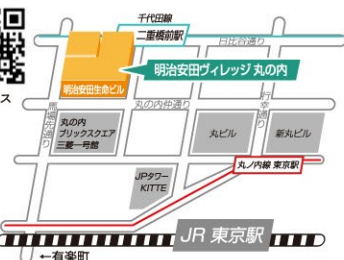 千代田線
二重橋前駅
日比谷通り
明治安田ヴィレッジ 丸の内
明治安田生命ビル
ス
馬場先通り
丸の内仲通り
行幸通り
丸の内
ブリックスクエア
三菱一号館
丸ビル
新丸ビル
丸ノ内線 東京駅
JPタワー
KITTE
JR 東京駅
←有楽町